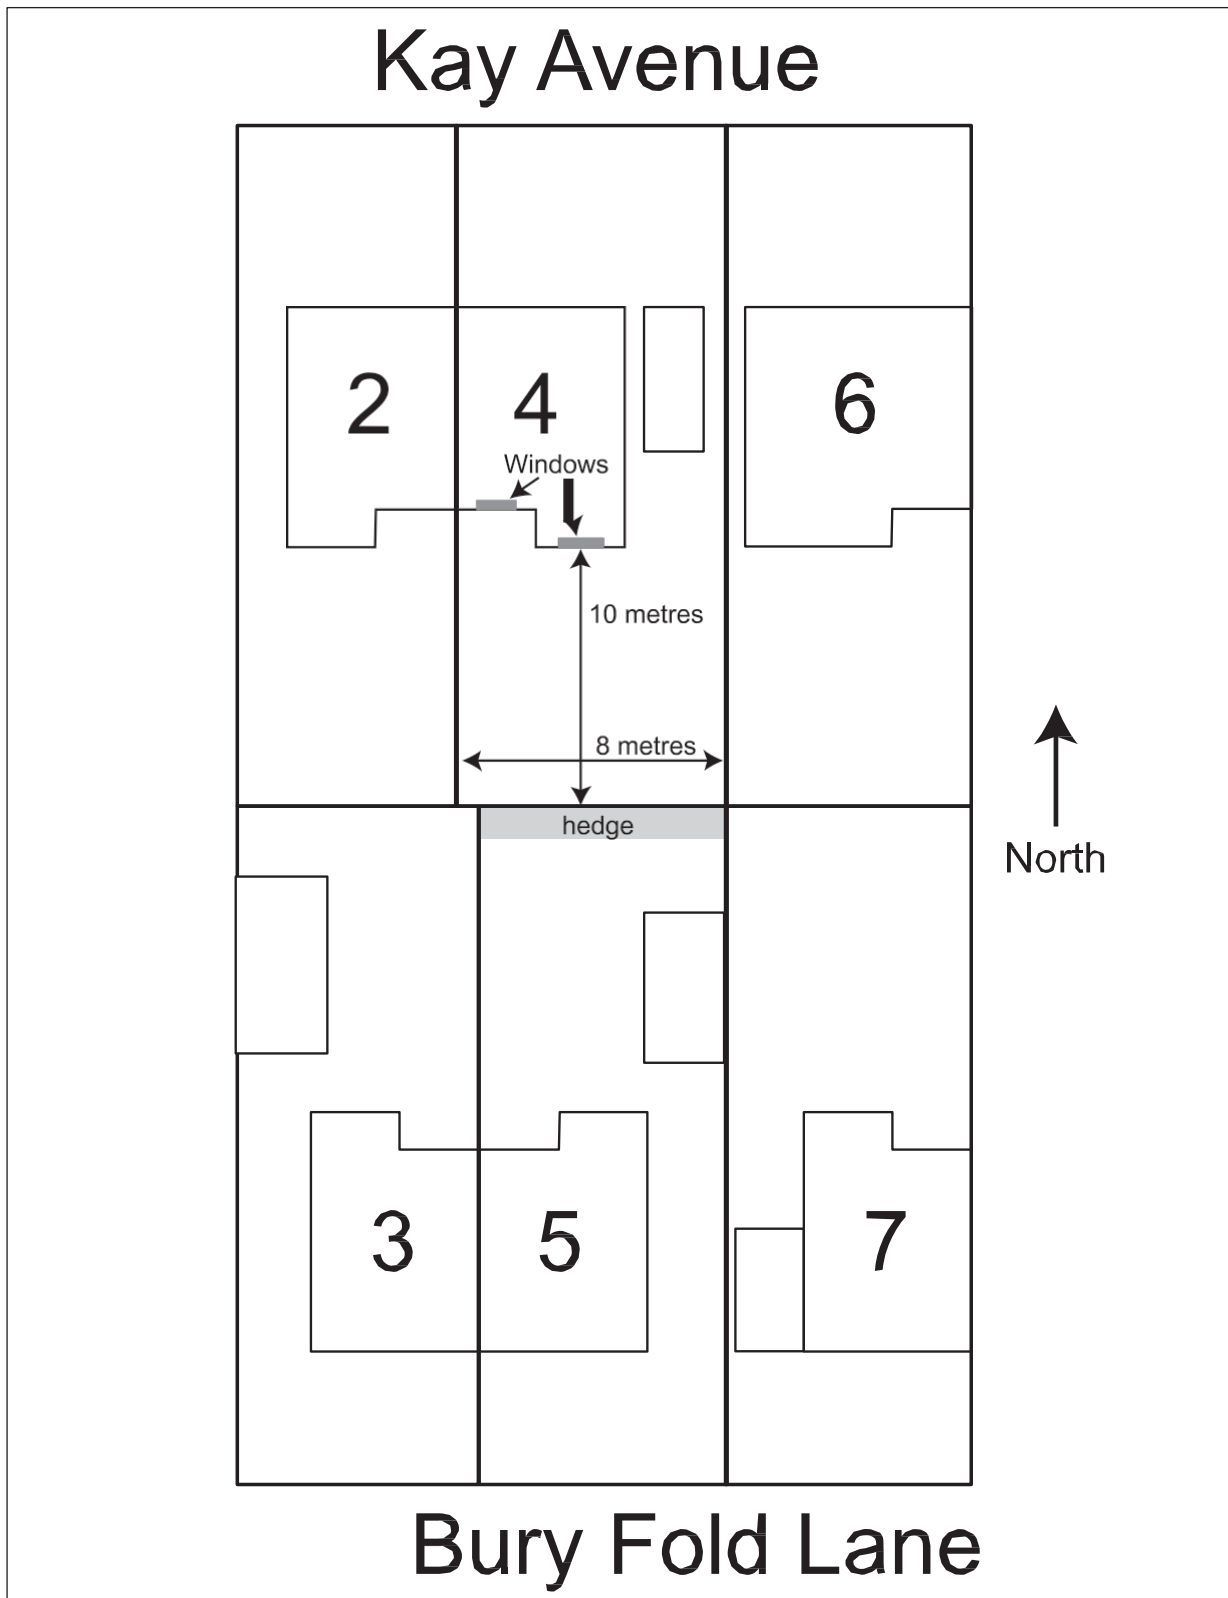 Kay Avenue
2
4
6
Windows
10 metres
8 metres
hedge
North
3
5
7
Bury Fold Lane